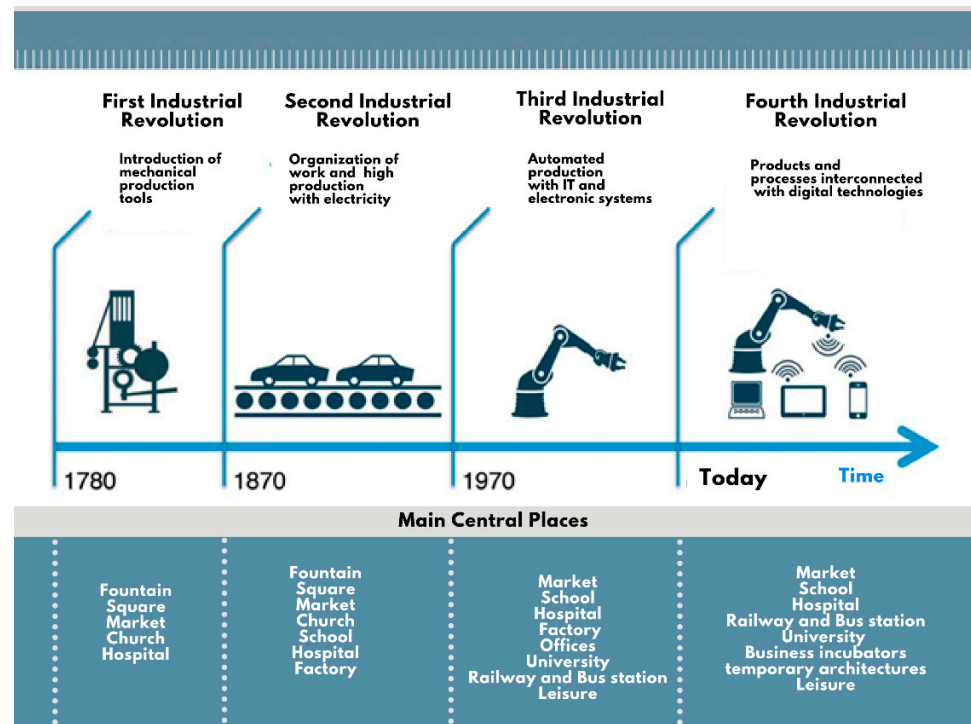 First Industrial
Revolution
Introduction of
mechanical
production
tools
Second Industrial
Revolution
Organization of
work and high
production
with electricity
Third Industrial
Revolution
Automated
production
with IT and
electronic systems
Fourth Industrial
Revolution
Products and
processes interconnected
with digital technologies
1780
1870
1970
Today
Time
Main Central Places
Fountain
Square
Market
Church
Hospital
Fountain
Square
Market
Church
School
Hospital
Factory
Market
School
Hospital
Factory
Offices
University
Railway and Bus station
Leisure
Market
School
Hospital
Railway and Bus station
University
Business incubators
temporary architectures
Leisure